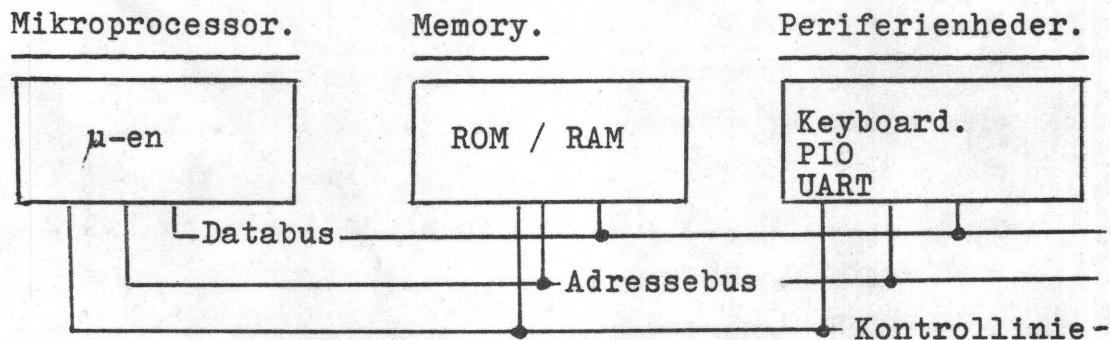 Mikroprocessor. Memory. Periferienheder.
µ-en
ROM / RAM
Keyboard.
PIO
UART
Databus
Adressebus
Kontrollinie